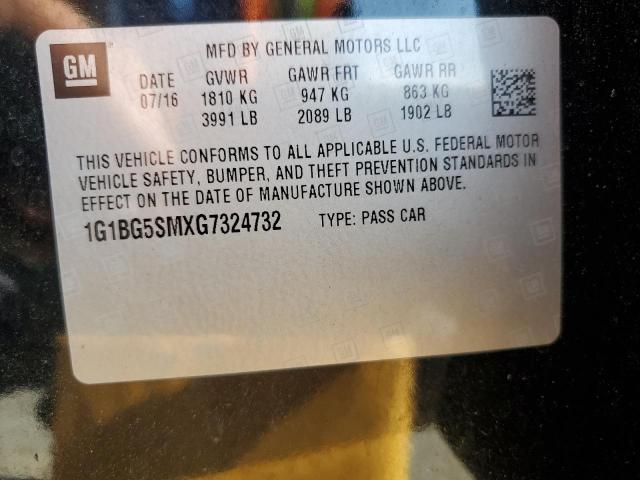 GM
MFD BY GENERAL MOTORS LLC
DATE GVWR GAWR FRT GAWR RR
07/16 1810 KG 947 KG 863 KG
3991 LB 2089 LB 1902 LB
THIS VEHICLE CONFORMS TO ALL APPLICABLE U.S. FEDERAL MOTOR
VEHICLE SAFETY, BUMPER, AND THEFT PREVENTION STANDARDS IN
EFFECT ON THE DATE OF MANUFACTURE SHOWN ABOVE.
1G1BG5SMXG7324732 TYPE: PASS CAR